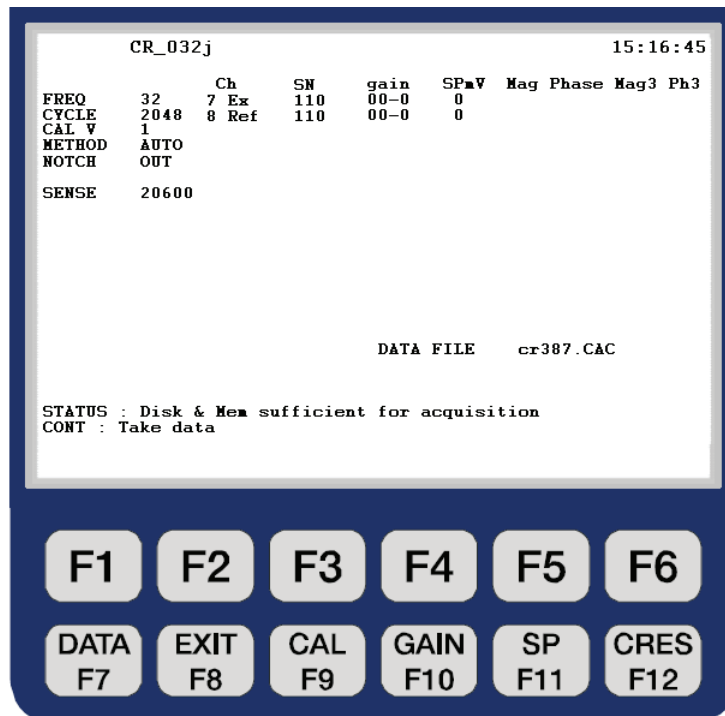 CR_032j 15:16:45
Ch SN gain SPmV Mag Phase Mag3 Ph3
FREQ 32 7 Ex 110 00-0 0
CYCLE 2048 8 Ref 110 00-0 0
CAL V 1
METHOD AUTO
NOTCH OUT
SENSE 20600
DATA FILE cr387.CAC
STATUS : Disk & Mem sufficient for acquisition
CONT : Take data
F1 F2 F3 F4 F5 F6
DATA EXIT CAL GAIN SP CRES
F7 F8 F9 F10 F11 F12